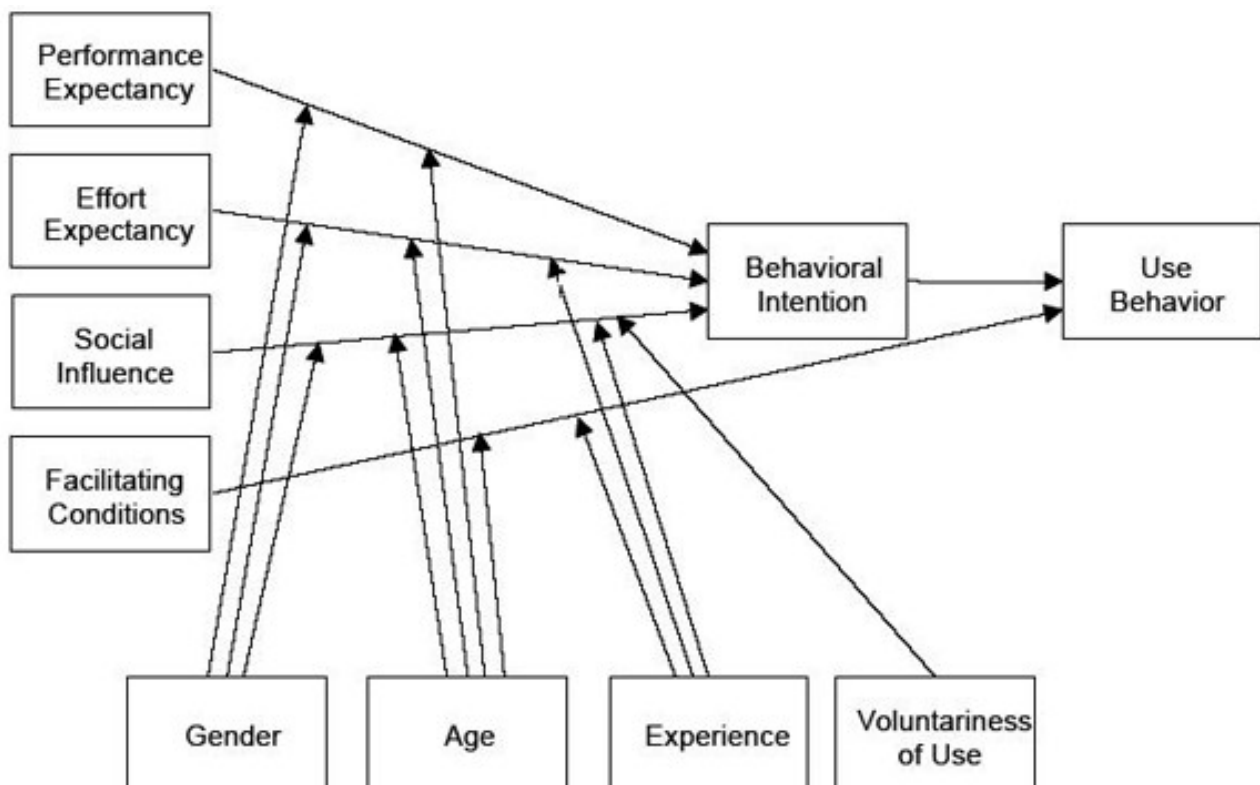 Performance
Expectancy
Effort
Expectancy
Social
Influence
Facilitating
Conditions
Behavioral
Intention
Use
Behavior
Gender
Age
Experience
Voluntariness
of Use